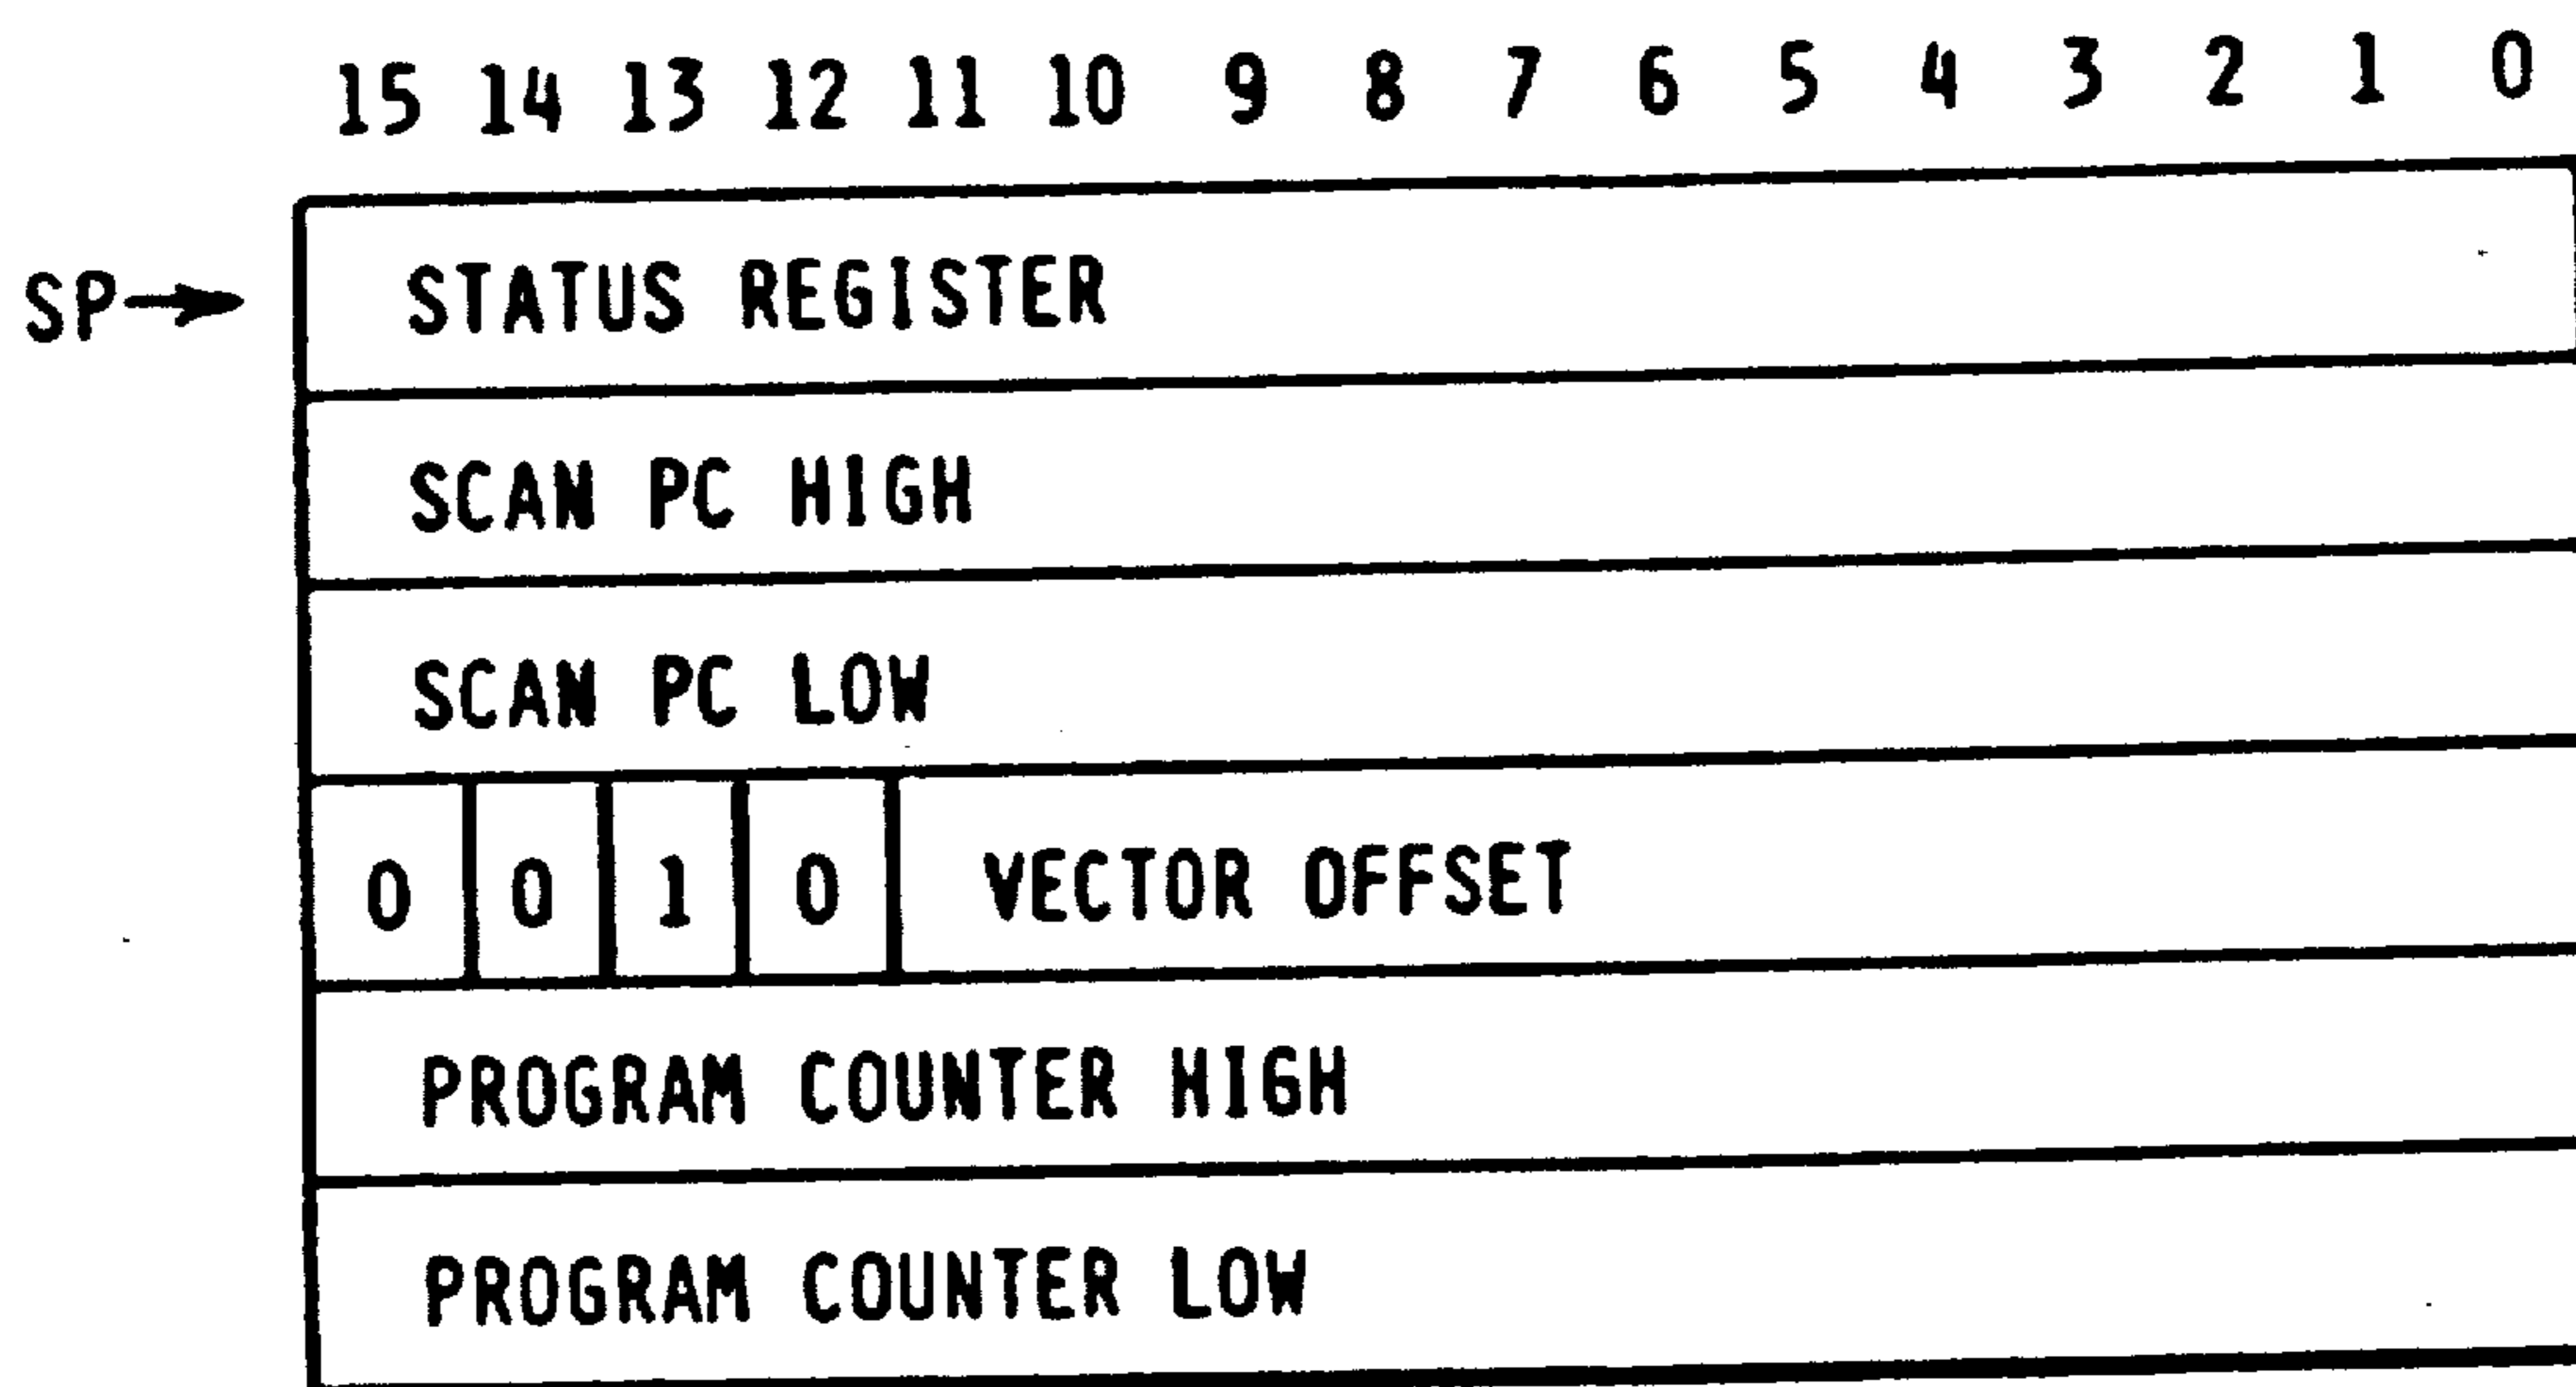 15 14 13 12 11 10 9 8 7 6 5 4 3 2 1 0
SP STATUS REGISTER
SCAN PC HIGH
SCAN PC LOW
0 0 1 0 VECTOR OFFSET
PROGRAM COUNTER HIGH
PROGRAM COUNTER LOW